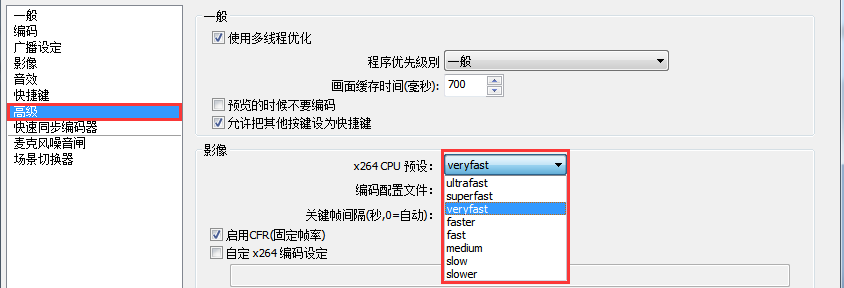 一般
编码
广播设定
影像
音效
快捷键
高级
快速同步编码器
麦克风噪音闸
场景切换器
一般
使用多线程优化
程序优先级别 一般
画面缓存时间(毫秒): 700
预览的时候不要编码
允许把其他按键设为快捷键
影像
x264 CPU 预设: veryfast
编码配置文件:
关键帧间隔(秒,0=自动):
启用CFR(固定帧率)
自定 x264 编码设定
ultrafast
superfast
veryfast
faster
fast
medium
slow
slower